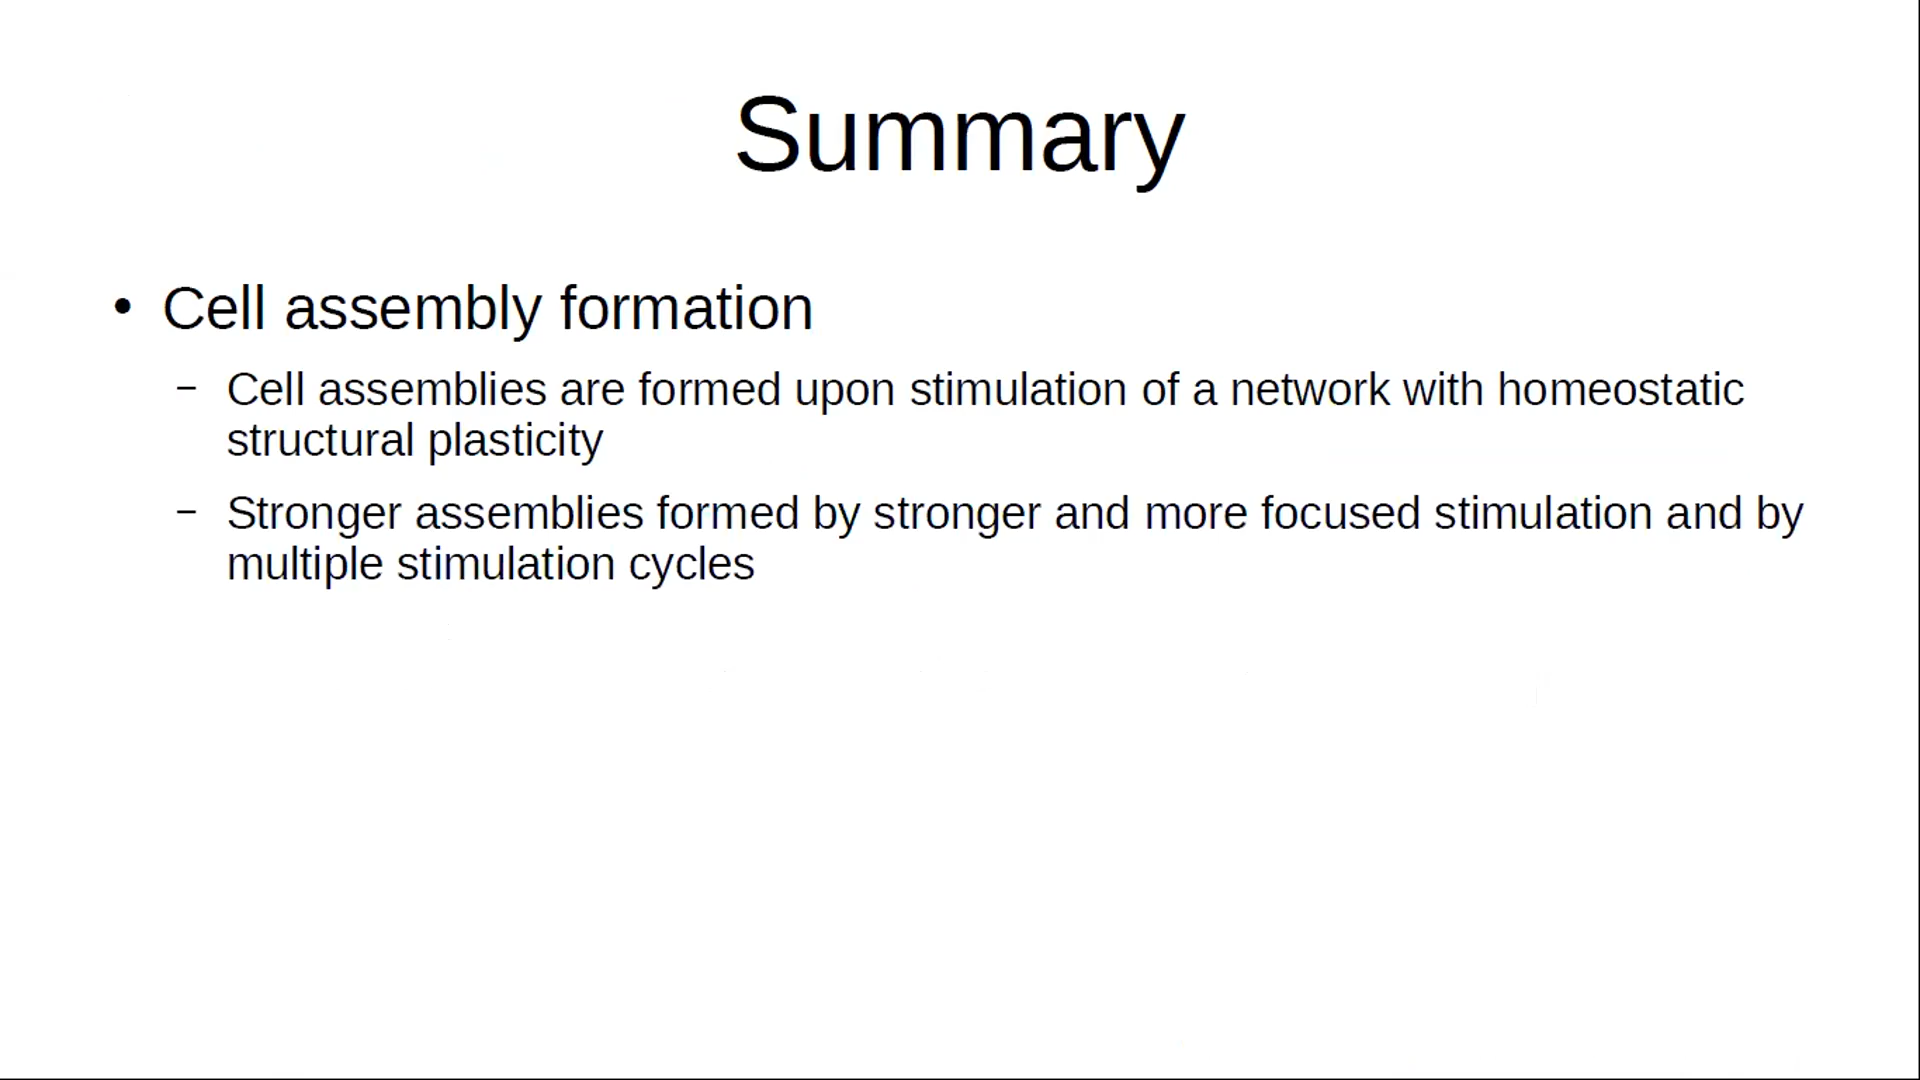 Summary
• Cell assembly formation
– Cell assemblies are formed upon stimulation of a network with homeostatic
structural plasticity
– Stronger assemblies formed by stronger and more focused stimulation and by
multiple stimulation cycles